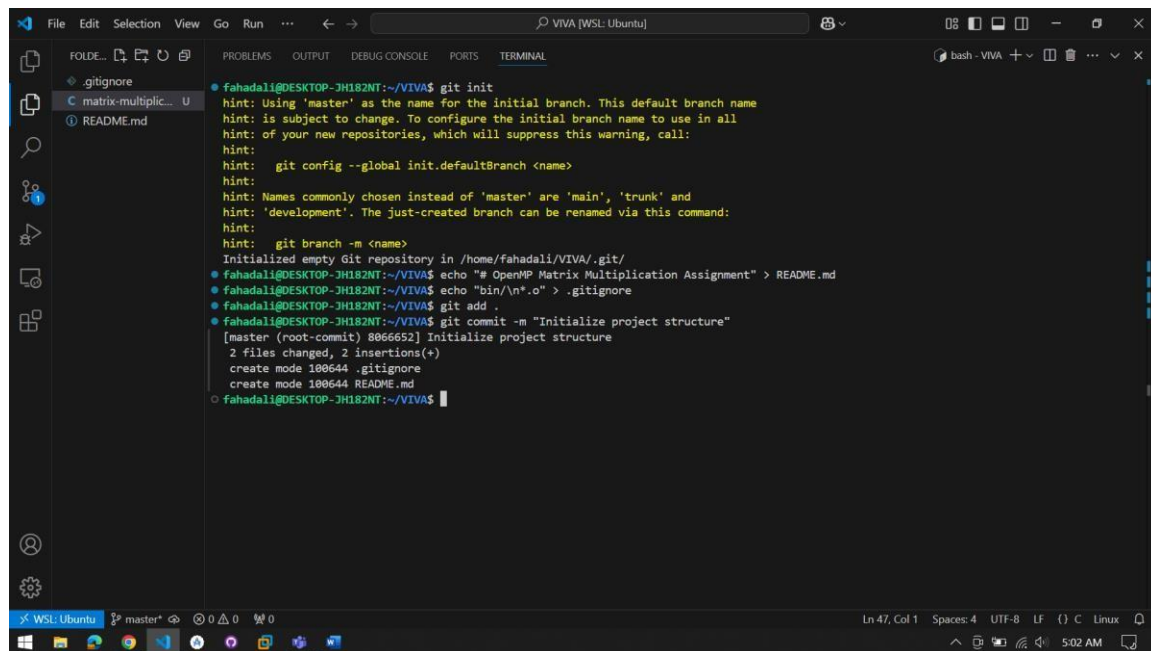 File Edit Selection View Go Run ··· VIVA [WSL: Ubuntu]
FOLDE... PROBLEMS OUTPUT DEBUG CONSOLE PORTS TERMINAL bash - VIVA
.gitignore
C matrix-multiplic... U
README.md
fahadali@DESKTOP-JH182NT:~/VIVA$ git init
hint: Using 'master' as the name for the initial branch. This default branch name
hint: is subject to change. To configure the initial branch name to use in all
hint: of your new repositories, which will suppress this warning, call:
hint:
hint:   git config --global init.defaultBranch <name>
hint:
hint: Names commonly chosen instead of 'master' are 'main', 'trunk' and
hint: 'development'. The just-created branch can be renamed via this command:
hint:
hint:   git branch -m <name>
Initialized empty Git repository in /home/fahadali/VIVA/.git/
fahadali@DESKTOP-JH182NT:~/VIVA$ echo "# OpenMP Matrix Multiplication Assignment" > README.md
fahadali@DESKTOP-JH182NT:~/VIVA$ echo "bin/\n*.o" > .gitignore
fahadali@DESKTOP-JH182NT:~/VIVA$ git add .
fahadali@DESKTOP-JH182NT:~/VIVA$ git commit -m "Initialize project structure"
[master (root-commit) 8066652] Initialize project structure
2 files changed, 2 insertions(+)
create mode 100644 .gitignore
create mode 100644 README.md
fahadali@DESKTOP-JH182NT:~/VIVA$
1
WSL: Ubuntu master* 0 0 0 Ln 47, Col 1 Spaces: 4 UTF-8 LF {} C Linux
5:02 AM